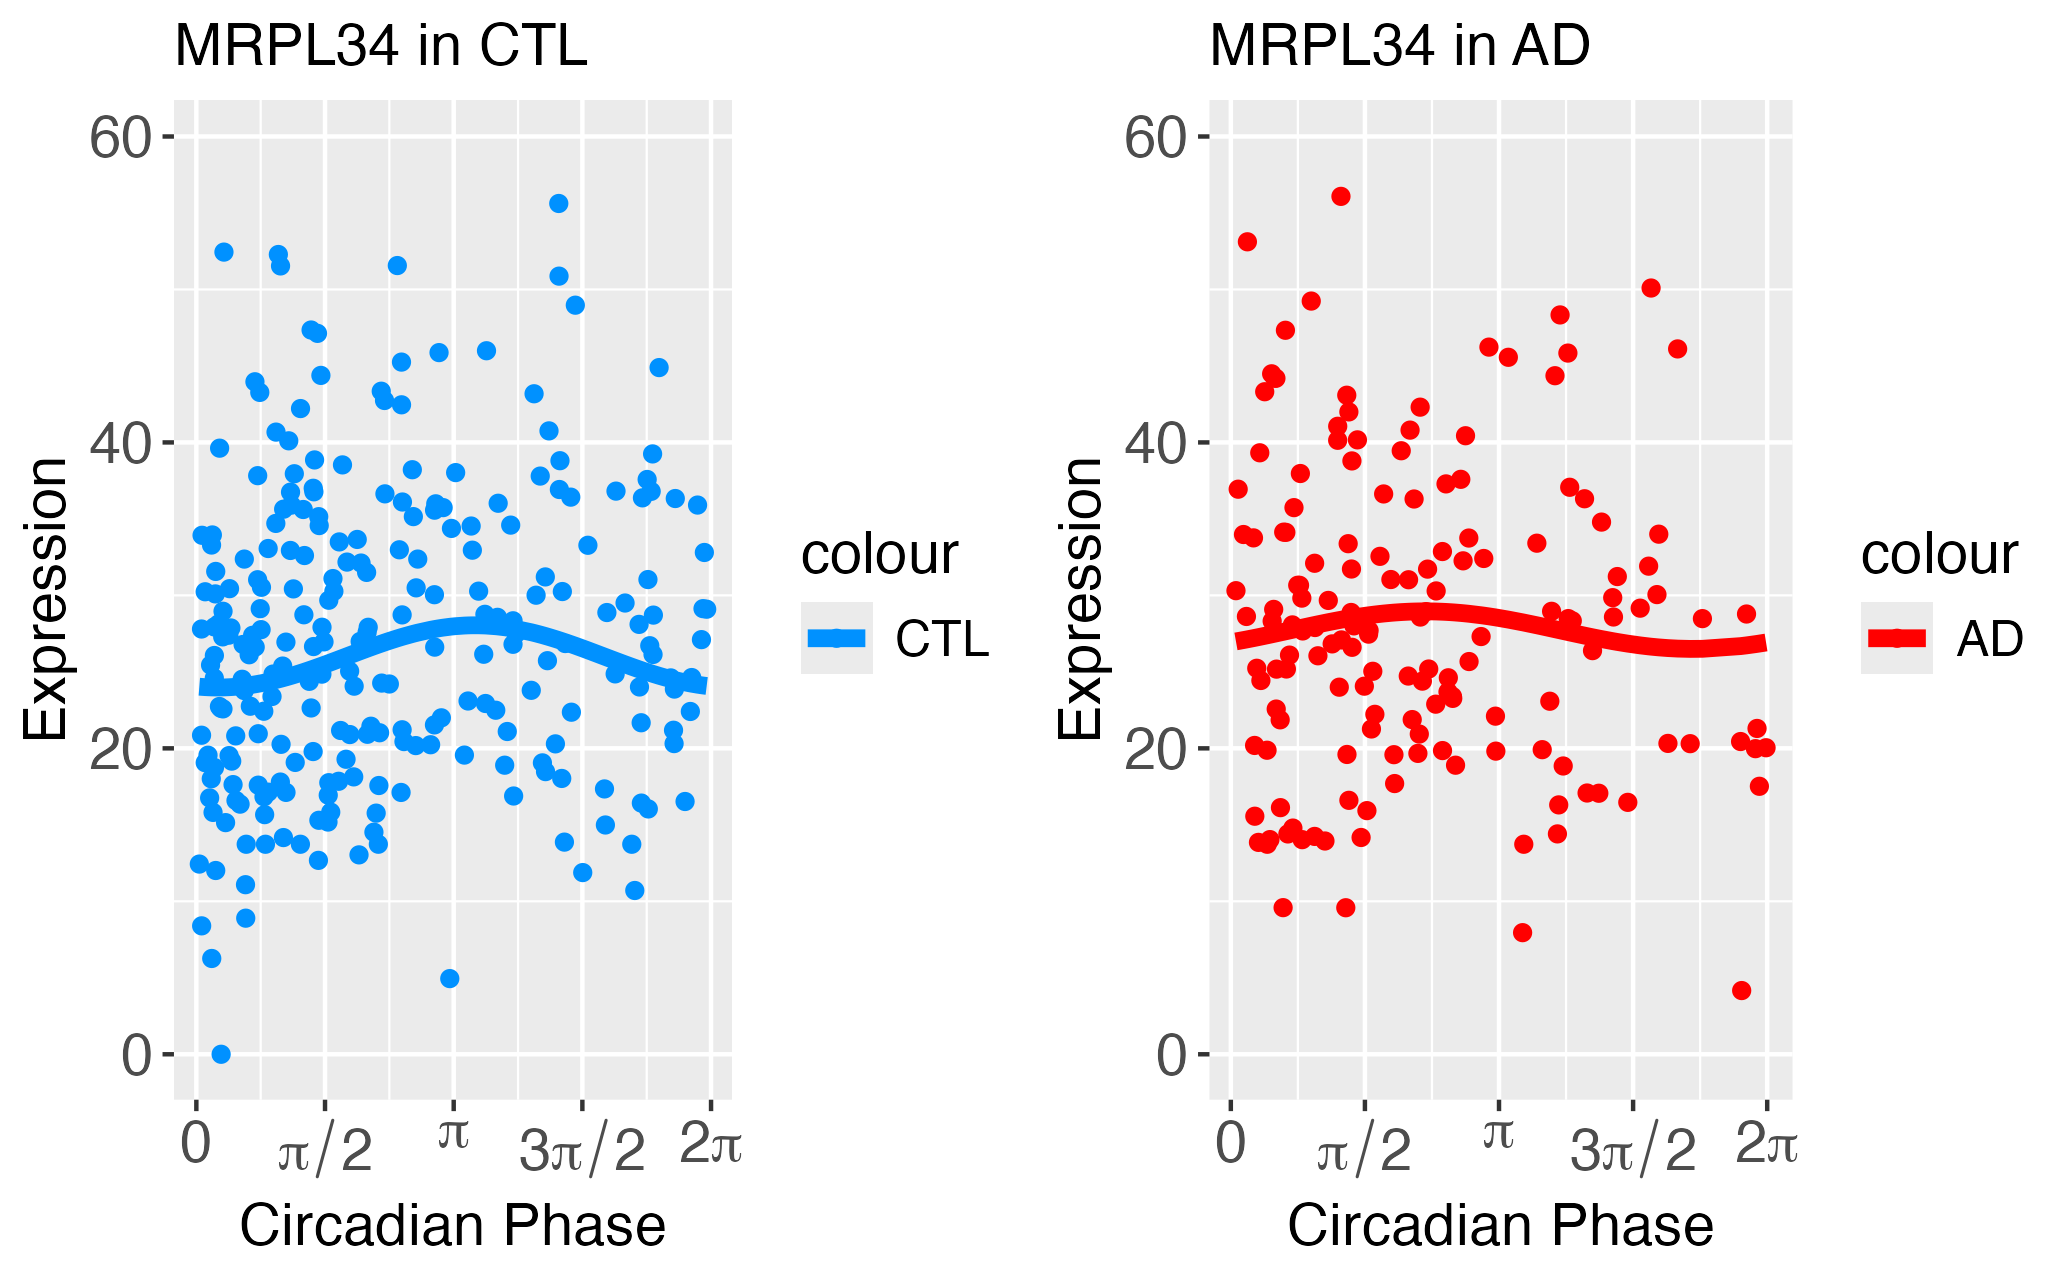 MRPL34 in CTL
60
40
20
0
Expression
0 π/2 π 3π/2 2π
Circadian Phase
colour
CTL
MRPL34 in AD
60
40
20
0
Expression
0 π/2 π 3π/2 2π
Circadian Phase
colour
AD